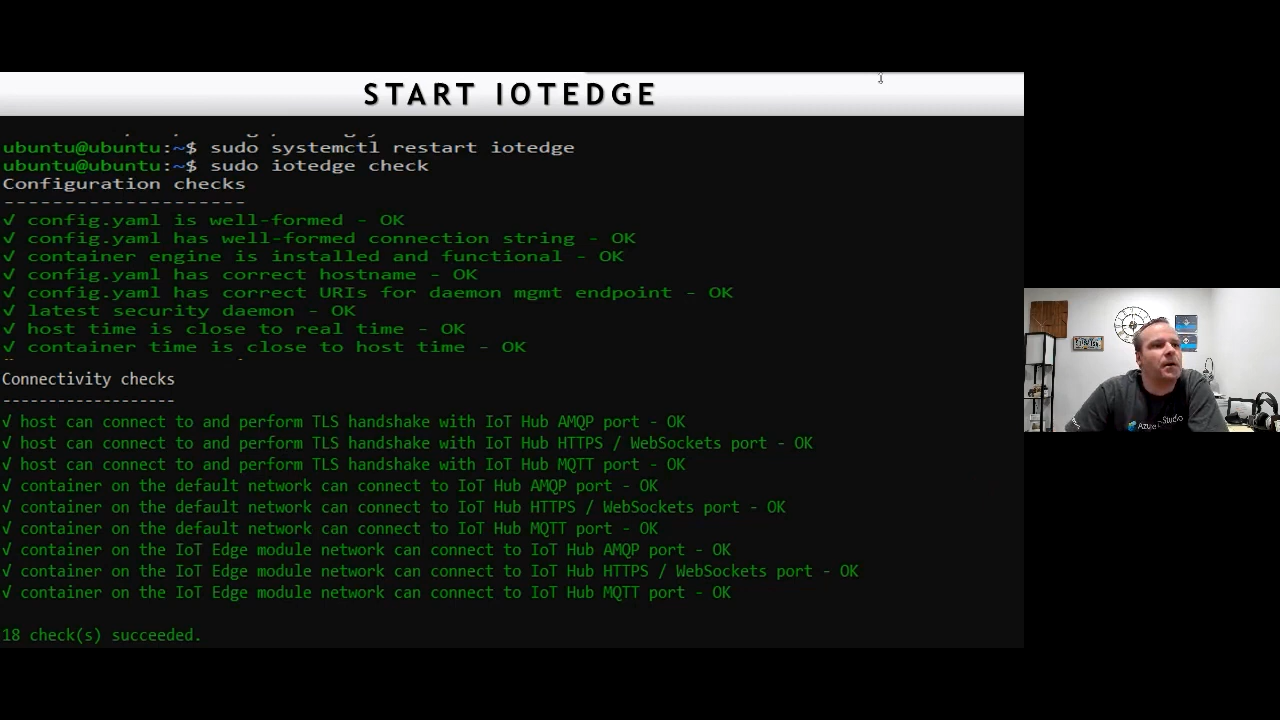 START IOTEDGE
ubuntu@ubuntu:~$ sudo systemctl restart iotedge
ubuntu@ubuntu:~$ sudo iotedge check
Configuration checks
--------------------
√ config.yaml is well-formed - OK
√ config.yaml has well-formed connection string - OK
√ container engine is installed and functional - OK
√ config.yaml has correct hostname - OK
√ config.yaml has correct URIs for daemon mgmt endpoint - OK
√ latest security daemon - OK
√ host time is close to real time - OK
√ container time is close to host time - OK
Connectivity checks
-------------------
√ host can connect to and perform TLS handshake with IoT Hub AMQP port - OK
√ host can connect to and perform TLS handshake with IoT Hub HTTPS / WebSockets port - OK
√ host can connect to and perform TLS handshake with IoT Hub MQTT port - OK
√ container on the default network can connect to IoT Hub AMQP port - OK
√ container on the default network can connect to IoT Hub HTTPS / WebSockets port - OK
√ container on the default network can connect to IoT Hub MQTT port - OK
√ container on the IoT Edge module network can connect to IoT Hub AMQP port - OK
√ container on the IoT Edge module network can connect to IoT Hub HTTPS / WebSockets port - OK
√ container on the IoT Edge module network can connect to IoT Hub MQTT port - OK
18 check(s) succeeded.